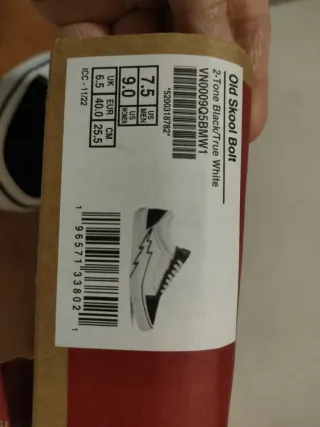 Old Skool Bolt
2-Tone Black/True White
VN0009Q5BMW1
*5200318782*
7.5 US MEN
9.0 US WOMEN
UK EUR CM
6.5 40.0 25.5
ICC - 11/22
1 96571 33802 1